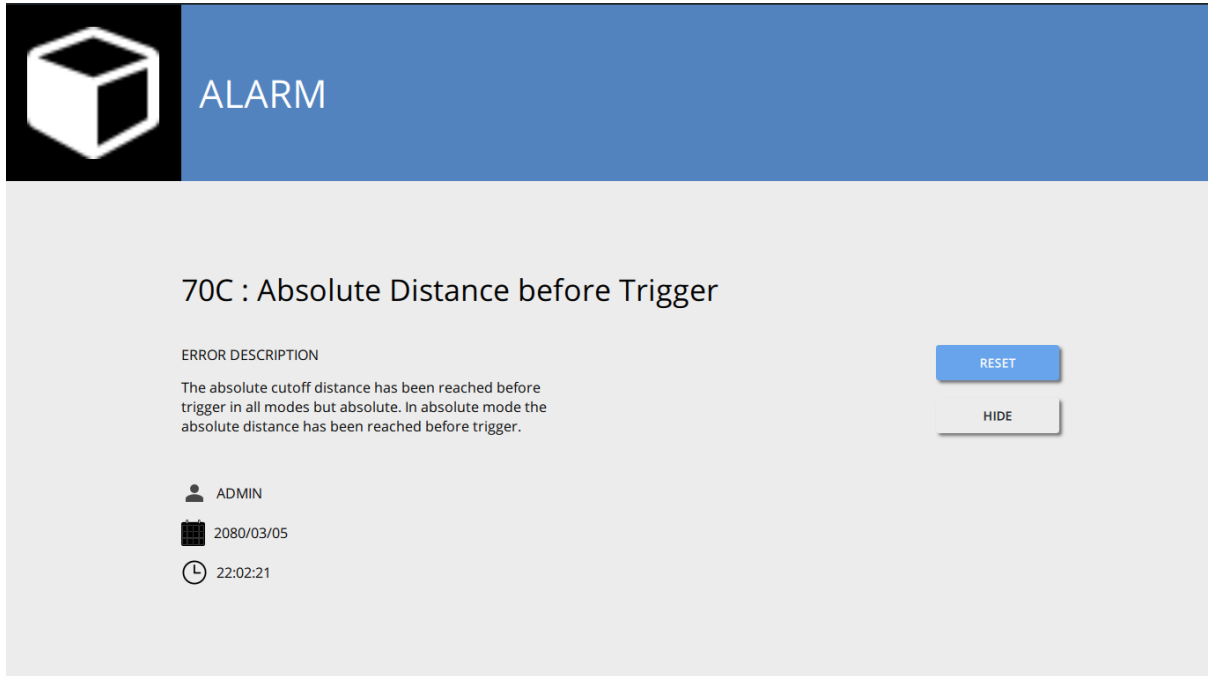 ALARM
70C : Absolute Distance before Trigger
ERROR DESCRIPTION
The absolute cutoff distance has been reached before
trigger in all modes but absolute. In absolute mode the
absolute distance has been reached before trigger.
RESET
HIDE
ADMIN
2080/03/05
22:02:21